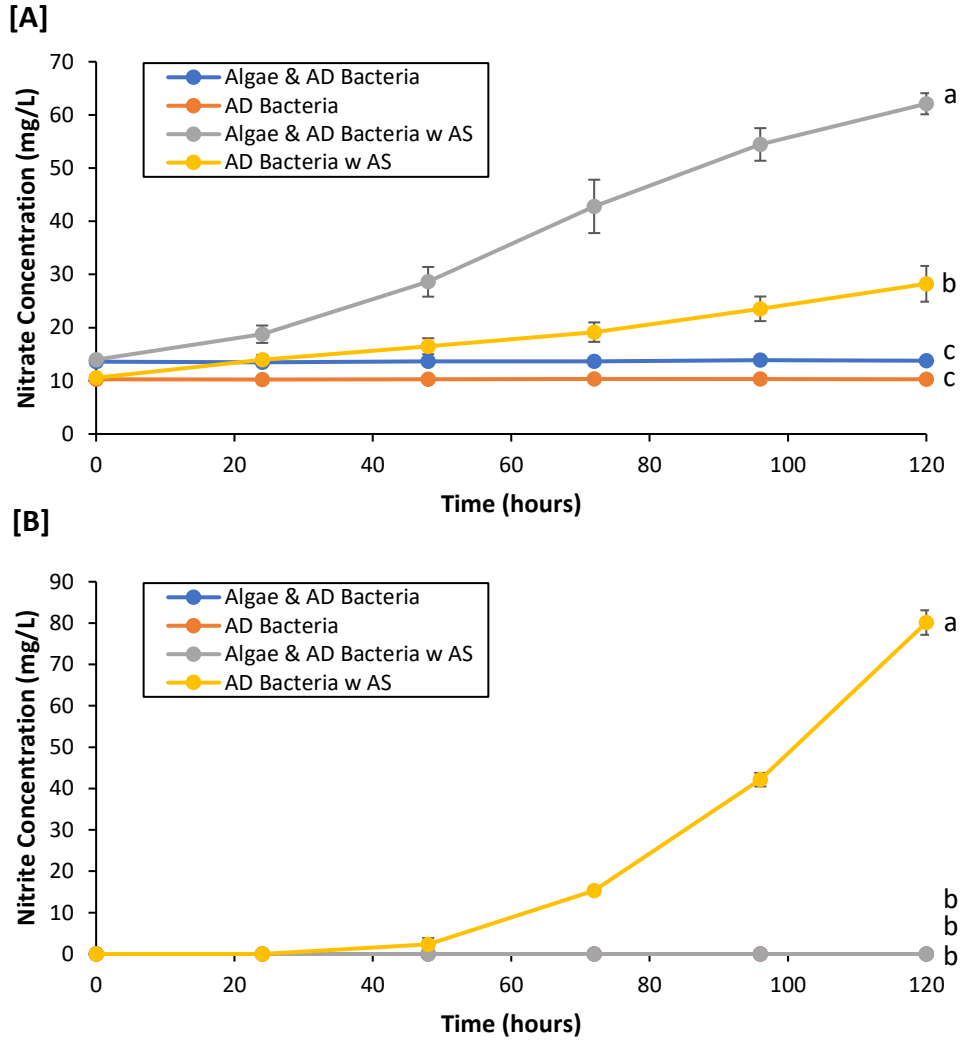 [A]
Nitrate Concentration (mg/L)
70
60
50
40
30
20
10
0
Algae & AD Bacteria
AD Bacteria
Algae & AD Bacteria w AS
AD Bacteria w AS
a
b
c
c
0 20 40 60 80 100 120
Time (hours)
[B]
Nitrite Concentration (mg/L)
90
80
70
60
50
40
30
20
10
0
Algae & AD Bacteria
AD Bacteria
Algae & AD Bacteria w AS
AD Bacteria w AS
a
b
b
b
0 20 40 60 80 100 120
Time (hours)